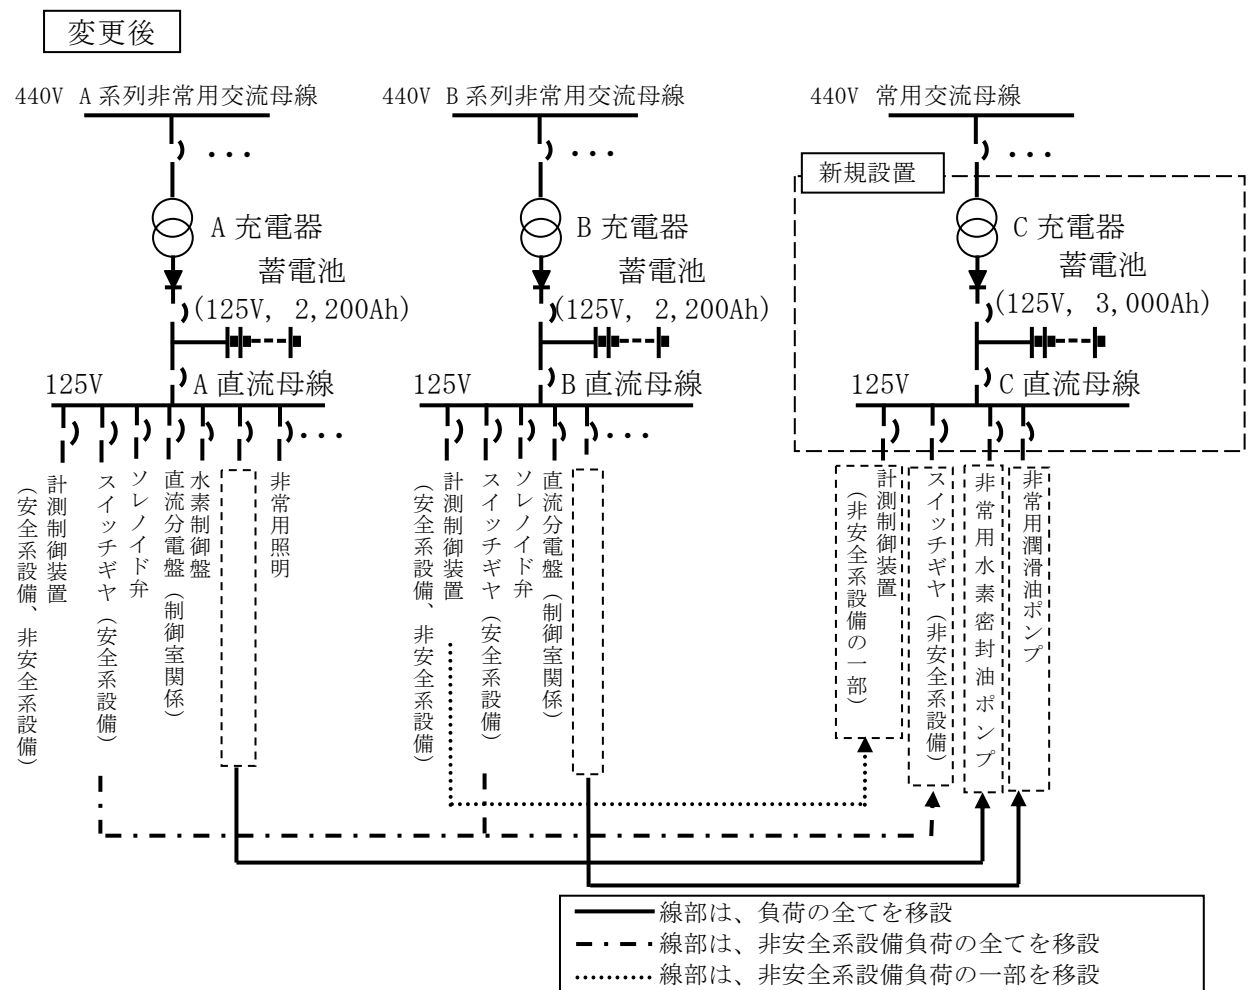 変更後
440V A系列非常用交流母線
440V B系列非常用交流母線
440V 常用交流母線
・・・
・・・
・・・
新規設置
A充電器
B充電器
C充電器
蓄電池
(125V, 2,200Ah)
蓄電池
(125V, 2,200Ah)
蓄電池
(125V, 3,000Ah)
125V
A直流母線
125V
B直流母線
125V
C直流母線
・・・
・・・
計測制御装置
（安全系設備、非安全系設備）
スイッチギヤ（安全系設備）
ソレノイド弁
直流分電盤（制御室関係）
水素制御盤
非常用照明
計測制御装置
（安全系設備、非安全系設備）
スイッチギヤ（安全系設備）
ソレノイド弁
直流分電盤（制御室関係）
計測制御装置
（非安全系設備の一部）
スイッチギヤ（非安全系設備）
非常用水素密封油ポンプ
非常用潤滑油ポンプ
線部は、負荷の全てを移設
線部は、非安全系設備負荷の全てを移設
線部は、非安全系設備負荷の一部を移設